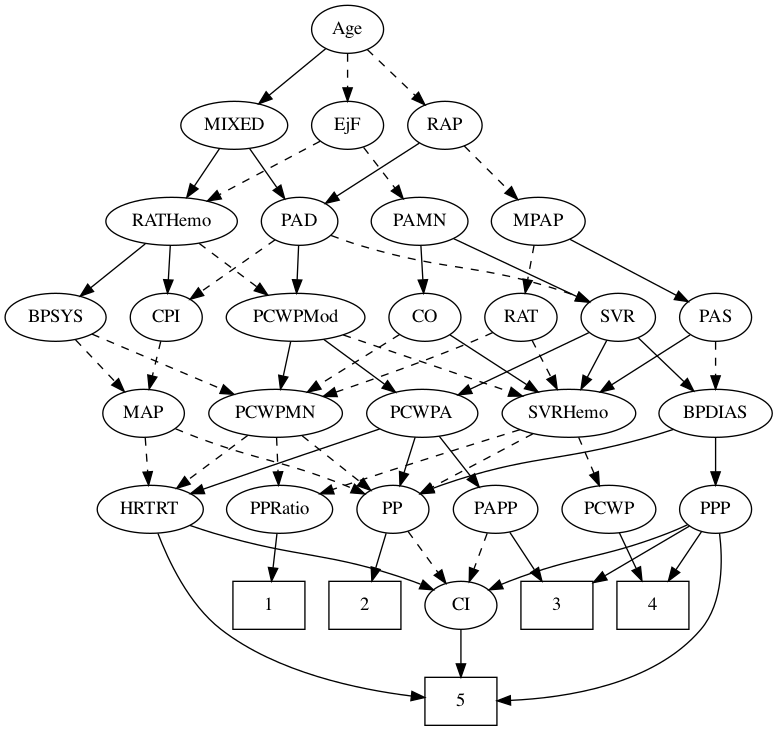 Age
MIXED EjF RAP
RATHemo PAD PAMN MPAP
BPSYS CPI PCWPMod CO RAT SVR PAS
MAP PCWPMN PCWPA SVRHemo BPDIAS
HRTRT PPRatio PP PAPP PCWP PPP
1 2 CI 3 4
5